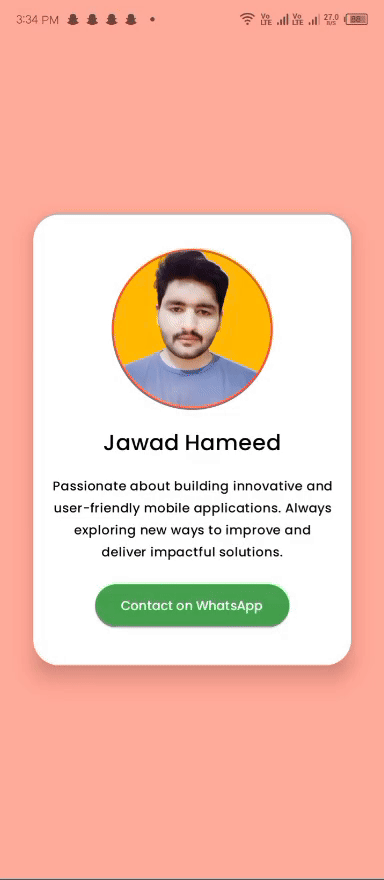 3:34 PM
Vo LTE Vo LTE 27.0 B/S 88
Jawad Hameed
Passionate about building innovative and
user-friendly mobile applications. Always
exploring new ways to improve and
deliver impactful solutions.
Contact on WhatsApp